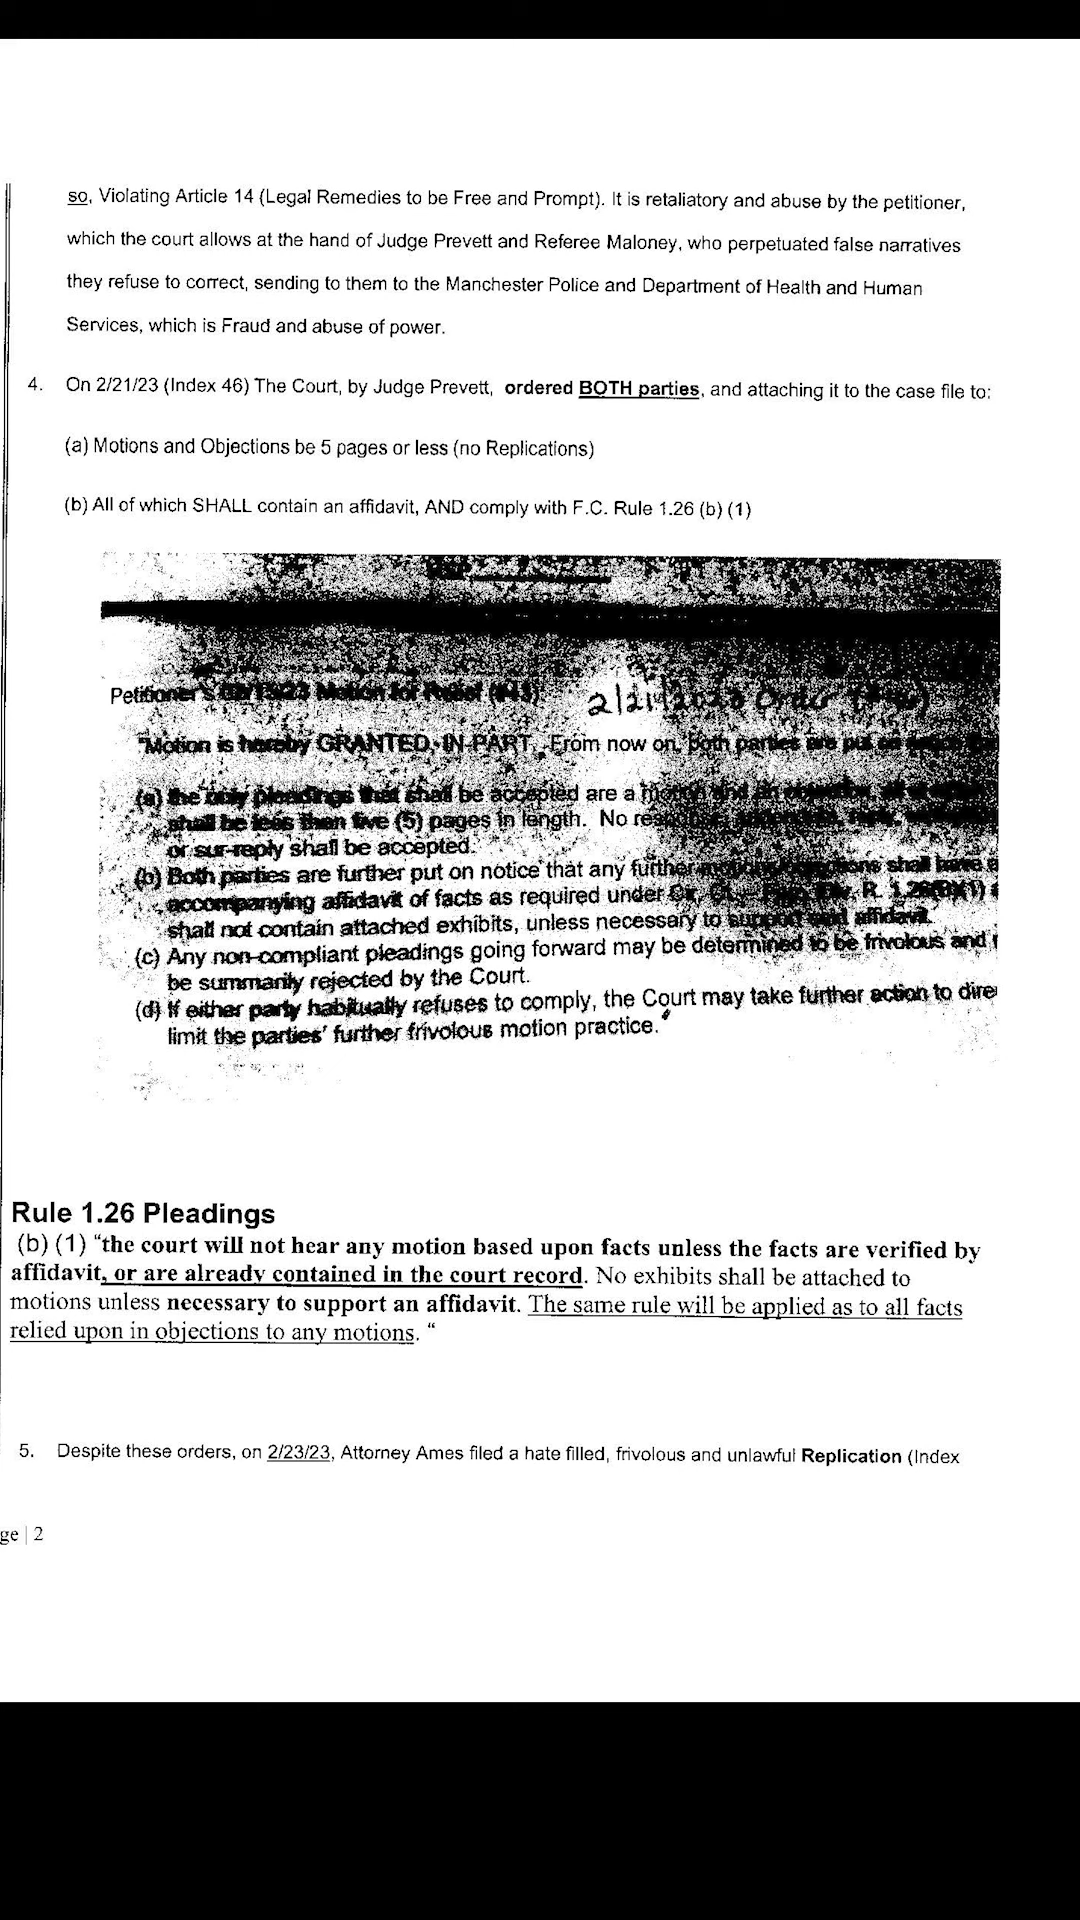 so, Violating Article 14 (Legal Remedies to be Free and Prompt). It is retaliatory and abuse by the petitioner,
which the court allows at the hand of Judge Prevett and Referee Maloney, who perpetuated false narratives
they refuse to correct, sending to them to the Manchester Police and Department of Health and Human
Services, which is Fraud and abuse of power.
4. On 2/21/23 (Index 46) The Court, by Judge Prevett, ordered BOTH parties, and attaching it to the case file to:
(a) Motions and Objections be 5 pages or less (no Replications)
(b) All of which SHALL contain an affidavit, AND comply with F.C. Rule 1.26 (b) (1)
Petitioner's Motion for Relief 2/21/2023 Order
"Motion is hereby GRANTED, IN PART. From now on, both parties are put on
(a) the only pleadings that shall be accepted are a motion and an objection,
shall be less than five (5) pages in length. No
or sur-reply shall be accepted.
(b) Both parties are further put on notice that any further shall have
accompanying affidavit of facts as required under R. 1.26(B)(1)
shall not contain attached exhibits, unless necessary to support said affidavit.
(c) Any non-compliant pleadings going forward may be determined to be frivolous and
be summarily rejected by the Court.
(d) If either party habitually refuses to comply, the Court may take further action to
limit the parties' further frivolous motion practice."
Rule 1.26 Pleadings
(b) (1) “the court will not hear any motion based upon facts unless the facts are verified by
affidavit, or are already contained in the court record. No exhibits shall be attached to
motions unless necessary to support an affidavit. The same rule will be applied as to all facts
relied upon in objections to any motions. “
5. Despite these orders, on 2/23/23, Attorney Ames filed a hate filled, frivolous and unlawful Replication (Index
ge | 2